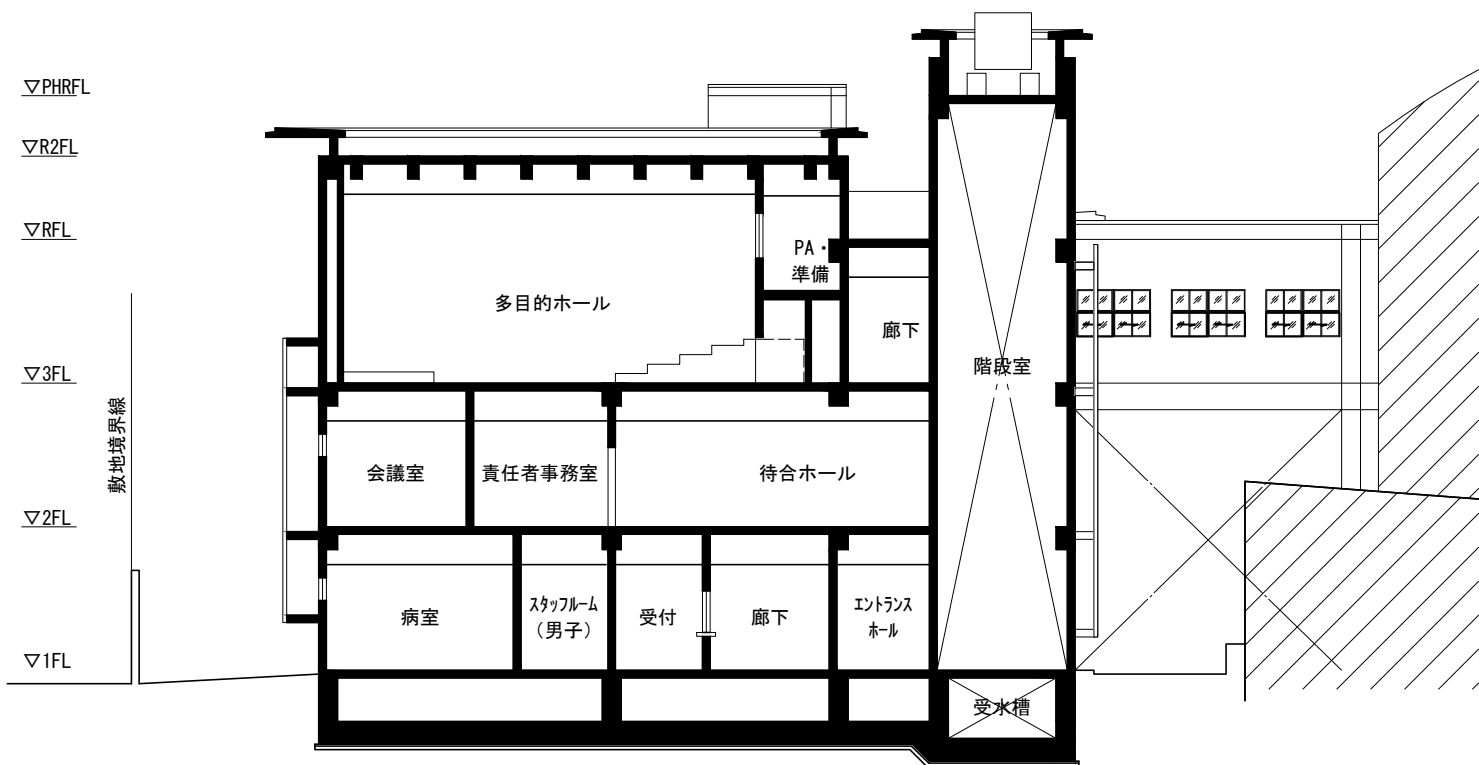 ▽PHRFL
▽R2FL
▽RFL
PA・
準備
多目的ホール
廊下
階段室
▽3FL
敷地境界線
会議室
責任者事務室
待合ホール
▽2FL
病室
スタッフルーム
（男子）
受付
廊下
エントランス
ホール
▽1FL
受水槽